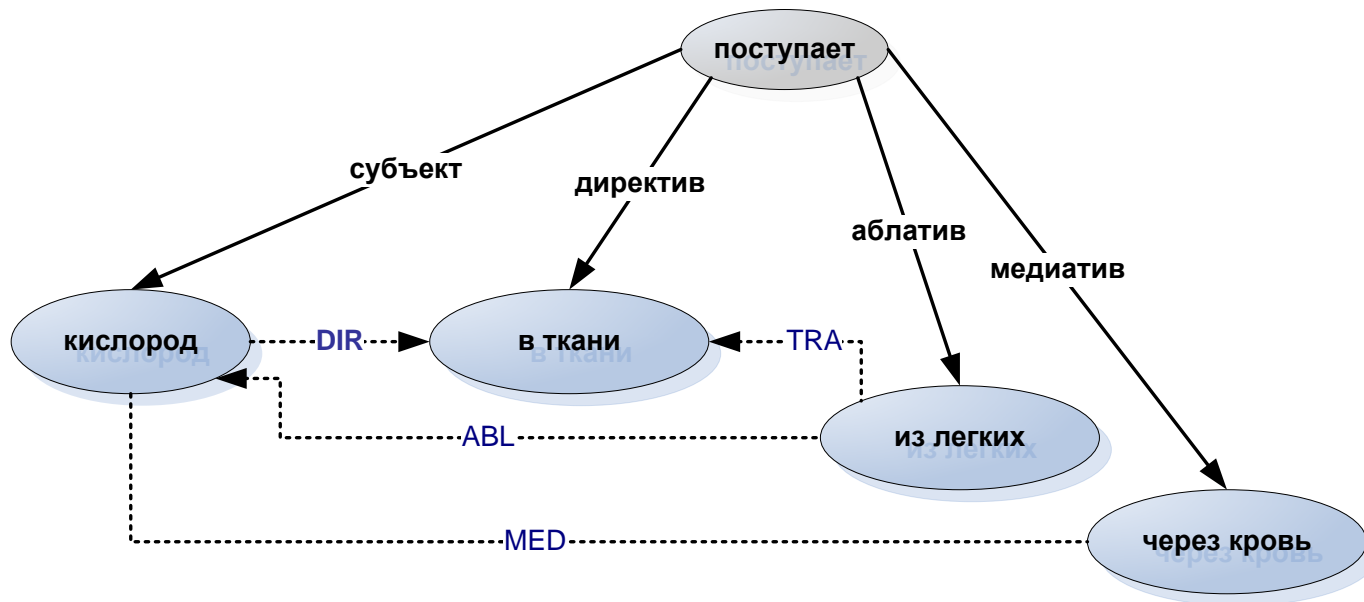 поступает
субъект
директив
аблатив
медиатив
кислород
DIR
в ткани
TRA
ABL
из легких
MED
через кровь